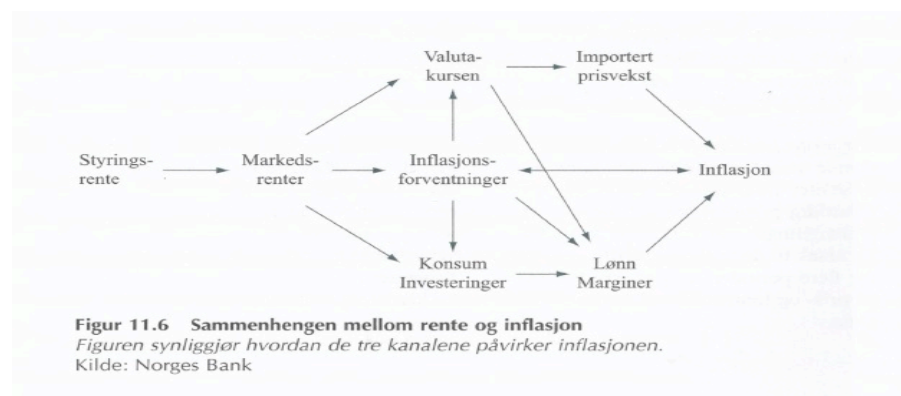 Valuta-
kursen
Importert
prisvekst
Styrings-
rente
Markeds-
renter
Inflasjons-
forventninger
Inflasjon
Konsum
Investeringer
Lønn
Marginer
Figur 11.6 Sammenhengen mellom rente og inflasjon
Figuren synliggjør hvordan de tre kanalene påvirker inflasjonen.
Kilde: Norges Bank